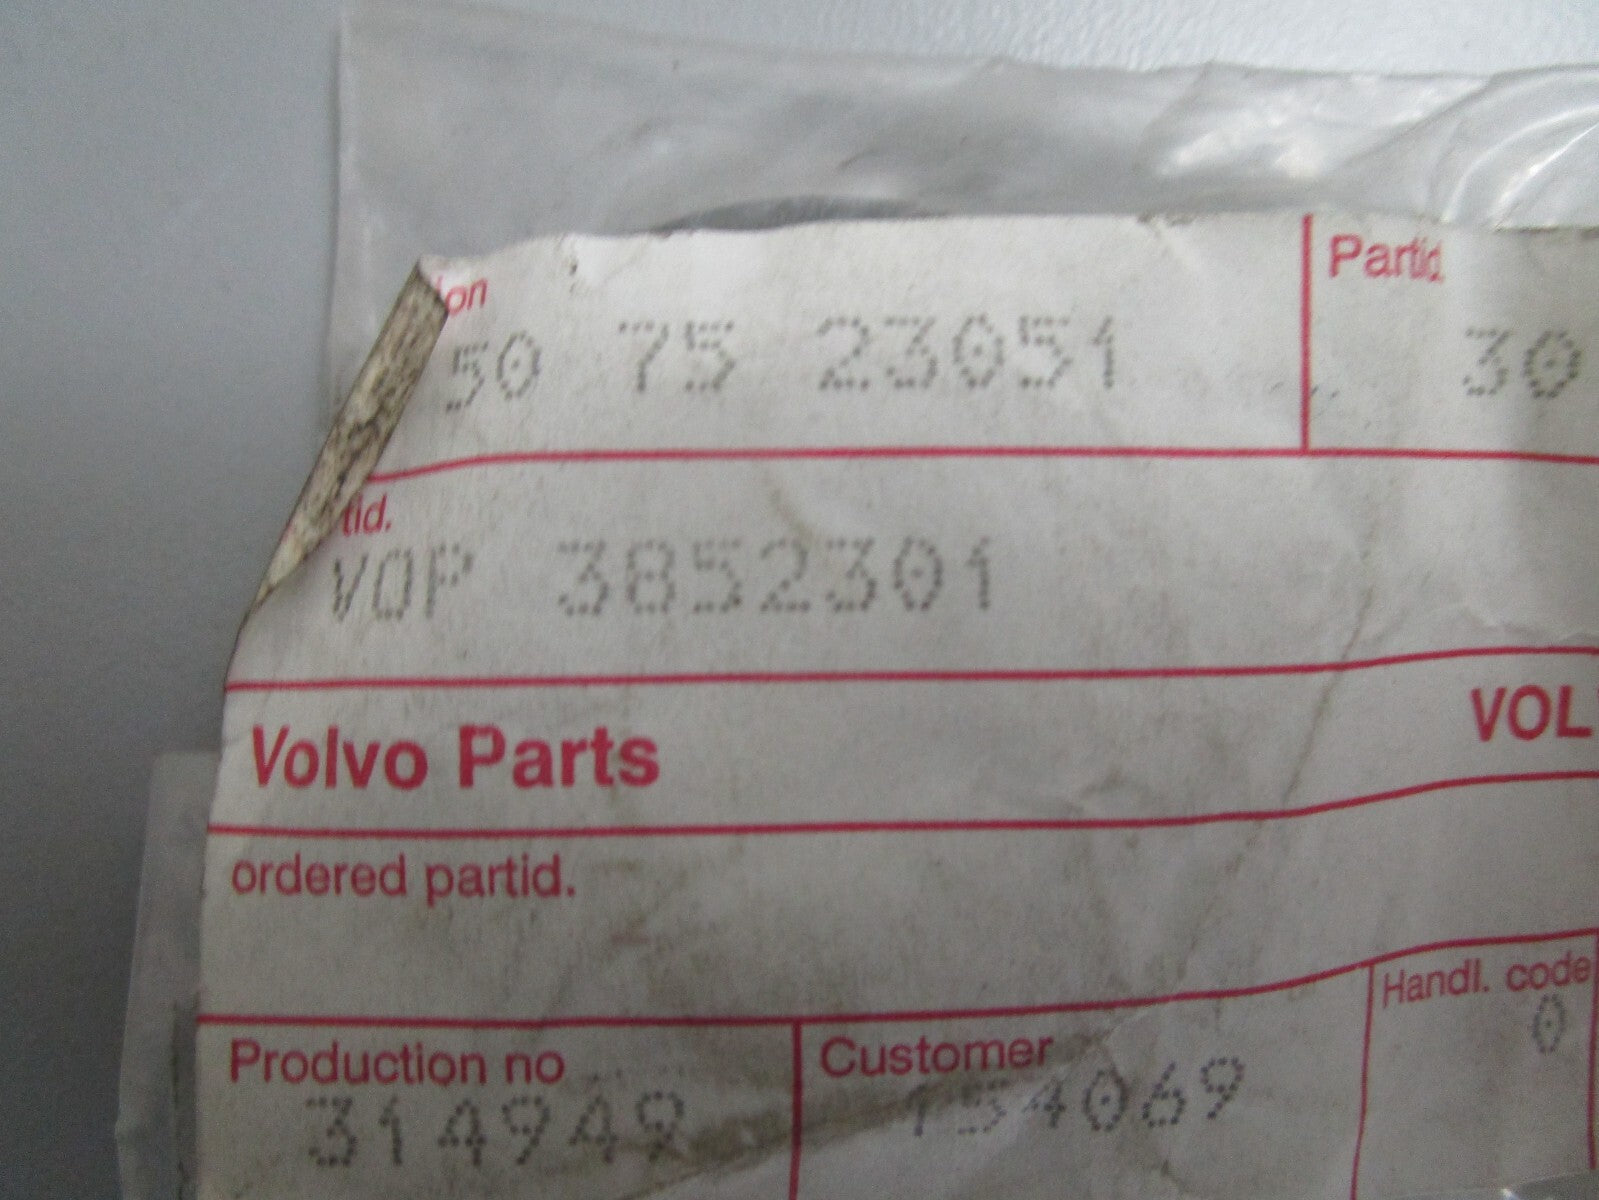 Partid.
50 75 23051 30
tid.
VOP 3852301
Volvo Parts VOL
ordered partid.
Handl. code
0
Production no Customer
314949 154069